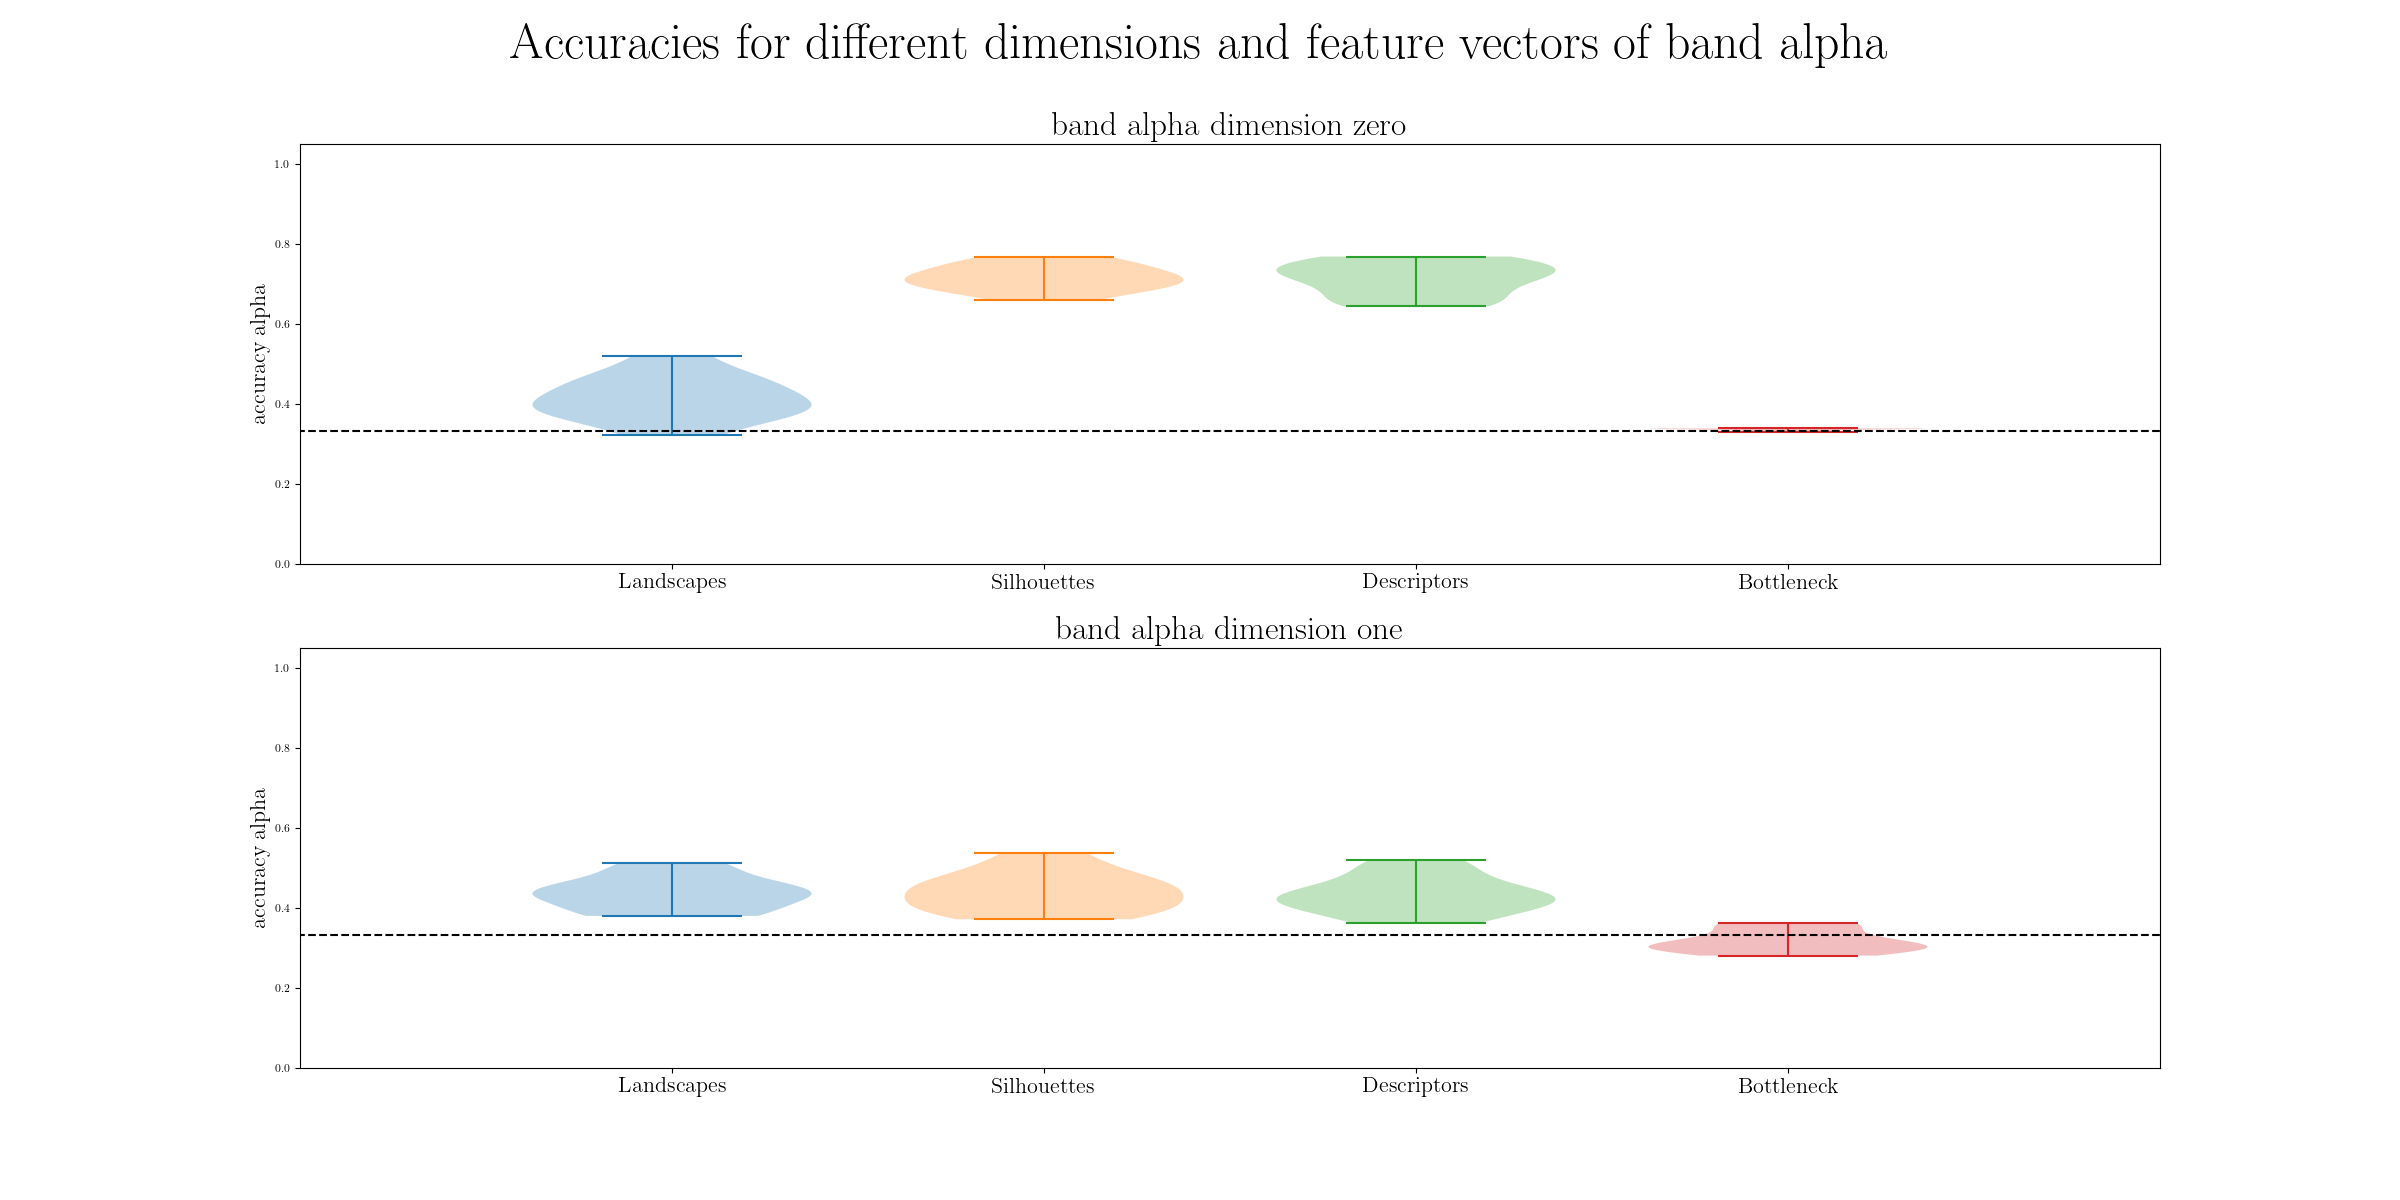 Accuracies for different dimensions and feature vectors of band alpha
band alpha dimension zero
accuracy alpha
1.0
0.8
0.6
0.4
0.2
0.0
Landscapes Silhouettes Descriptors Bottleneck
band alpha dimension one
accuracy alpha
1.0
0.8
0.6
0.4
0.2
0.0
Landscapes Silhouettes Descriptors Bottleneck